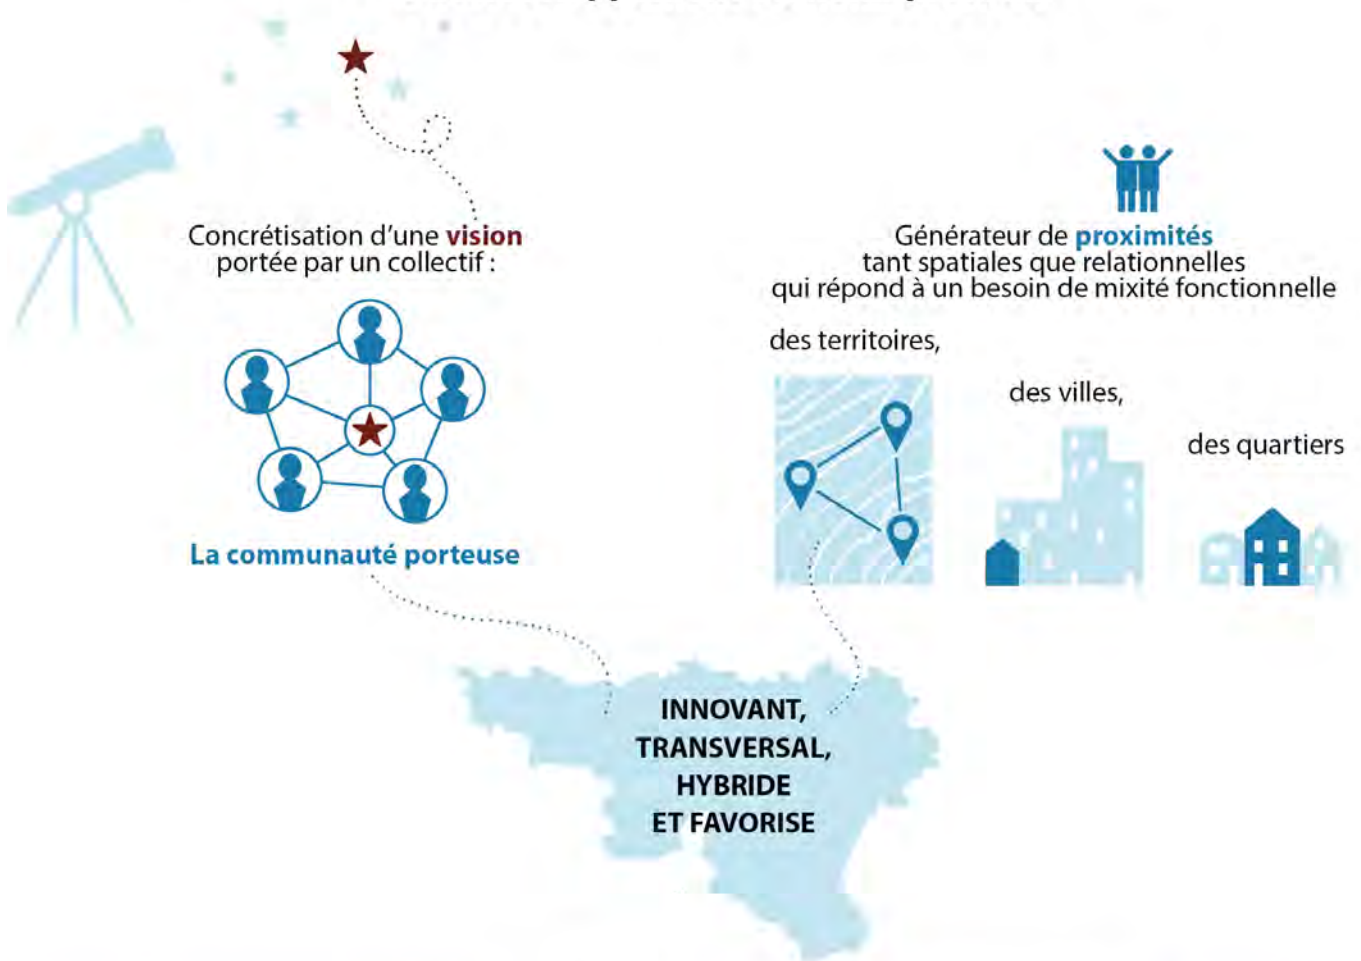 Concrétisation d’une vision
portée par un collectif :
La communauté porteuse
Générateur de proximités
tant spatiales que relationnelles
qui répond à un besoin de mixité fonctionnelle
des territoires,
des villes,
des quartiers
INNOVANT,
TRANSVERSAL,
HYBRIDE
ET FAVORISE